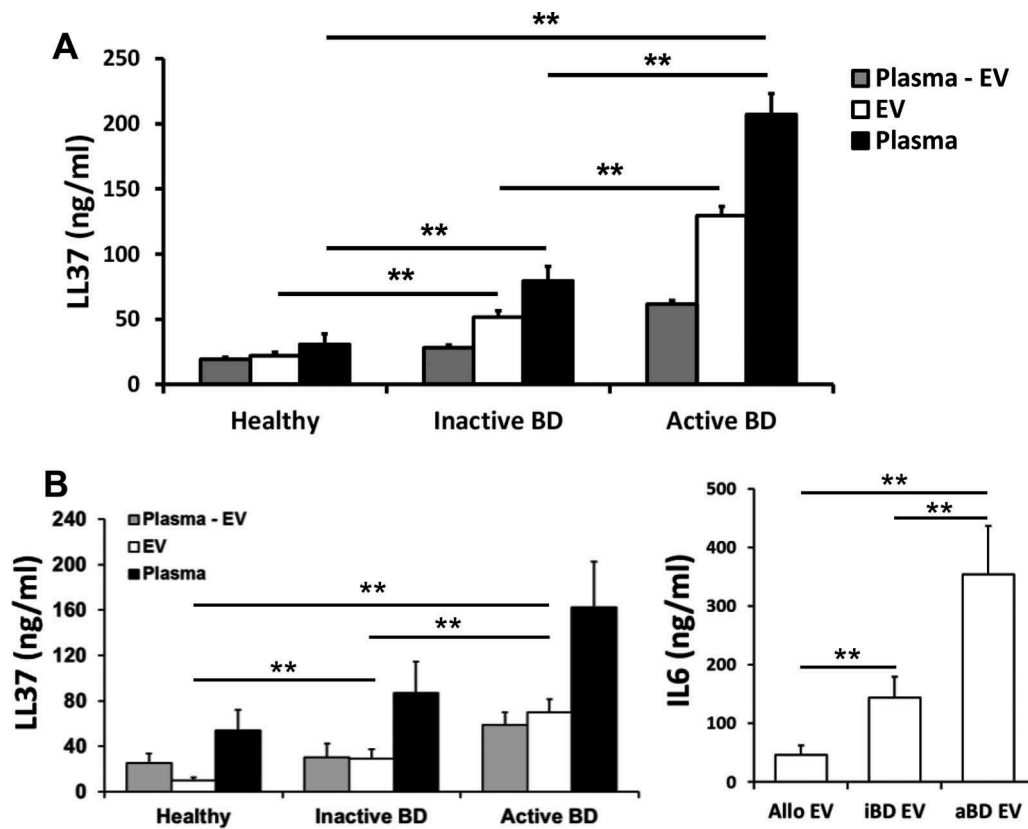 A
LL37 (ng/ml)
250
200
150
100
50
0
**
**
**
**
**
Plasma - EV
EV
Plasma
Healthy
Inactive BD
Active BD
B
LL37 (ng/ml)
240
200
160
120
80
40
0
Plasma - EV
EV
Plasma
**
**
**
Healthy
Inactive BD
Active BD
IL6 (ng/ml)
500
400
300
200
100
0
**
**
**
Allo EV
iBD EV
aBD EV